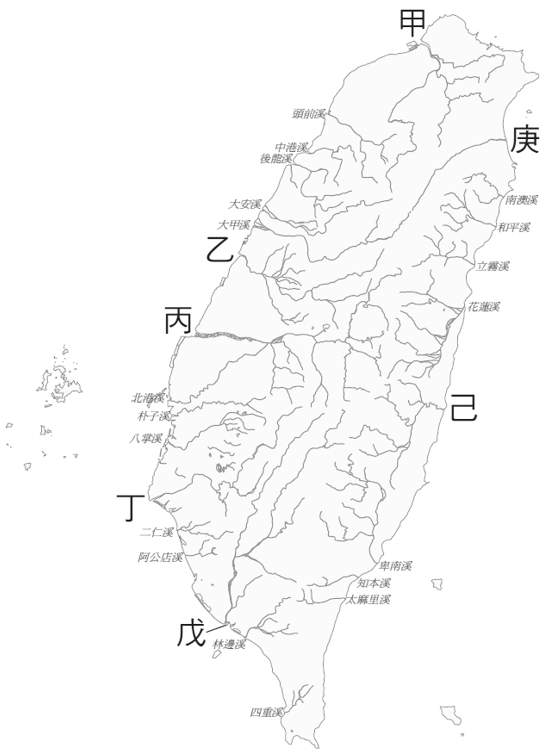 甲
頭前溪
庚
中港溪
後龍溪
南澳溪
大安溪
大甲溪
和平溪
乙
立霧溪
花蓮溪
丙
北港溪
己
朴子溪
八掌溪
丁
二仁溪
阿公店溪
卑南溪
知本溪
太麻里溪
戊
林邊溪
四重溪